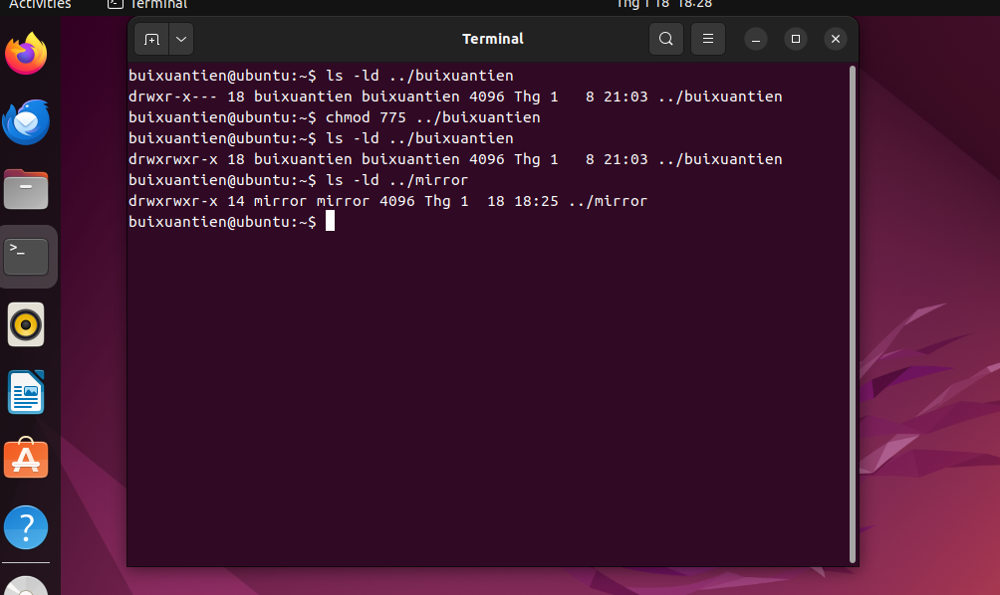 Activities Terminal Thg 1 18 18:28
Terminal
buixuantien@ubuntu:~$ ls -ld ../buixuantien
drwxr-x--- 18 buixuantien buixuantien 4096 Thg 1   8 21:03 ../buixuantien
buixuantien@ubuntu:~$ chmod 775 ../buixuantien
buixuantien@ubuntu:~$ ls -ld ../buixuantien
drwxrwxr-x 18 buixuantien buixuantien 4096 Thg 1   8 21:03 ../buixuantien
buixuantien@ubuntu:~$ ls -ld ../mirror
drwxrwxr-x 14 mirror mirror 4096 Thg 1  18 18:25 ../mirror
buixuantien@ubuntu:~$